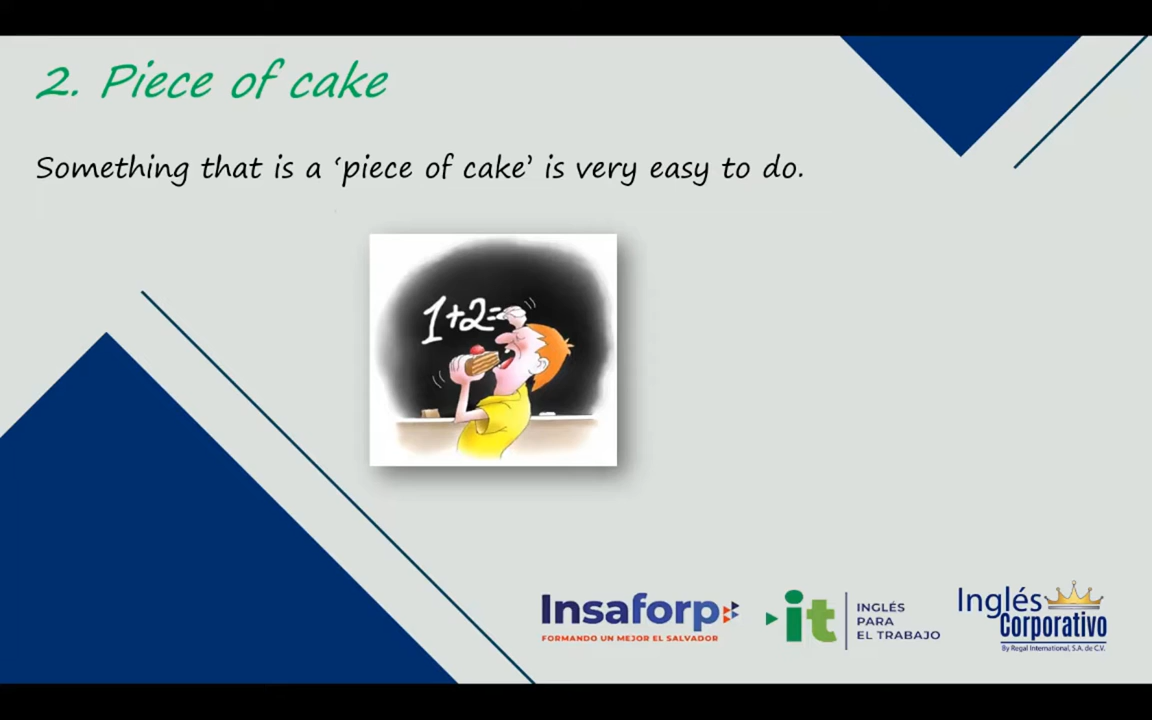 2. Piece of cake
Something that is a ‘piece of cake’ is very easy to do.
1+2=
Insaforp
FORMANDO UN MEJOR EL SALVADOR
it
INGLÉS
PARA
EL TRABAJO
Inglés
Corporativo
By Regal International, S.A. de C.V.